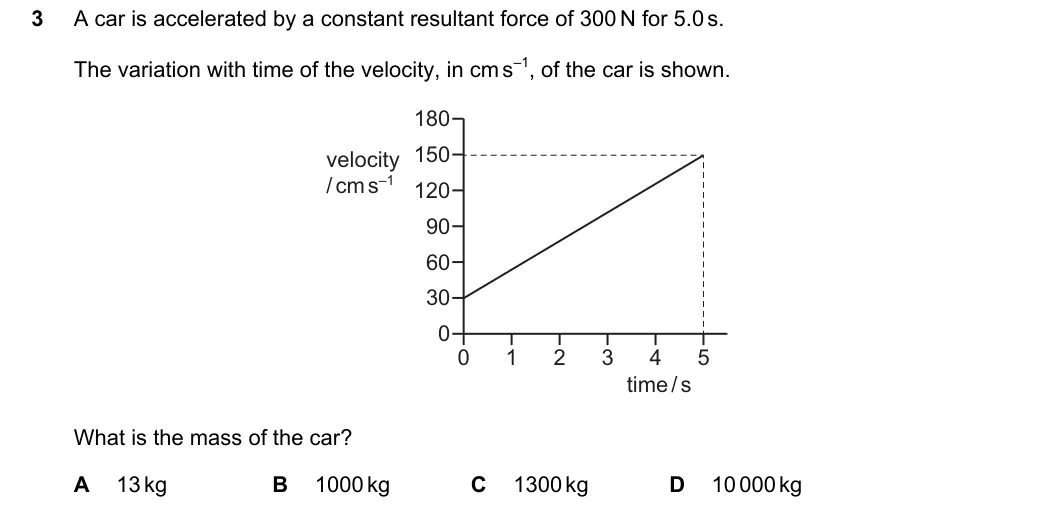 3 A car is accelerated by a constant resultant force of 300 N for 5.0 s.
The variation with time of the velocity, in cm s⁻¹, of the car is shown.
180
velocity 150
/ cm s⁻¹ 120
90
60
30
0
0 1 2 3 4 5
time / s
What is the mass of the car?
A 13 kg B 1000 kg C 1300 kg D 10 000 kg